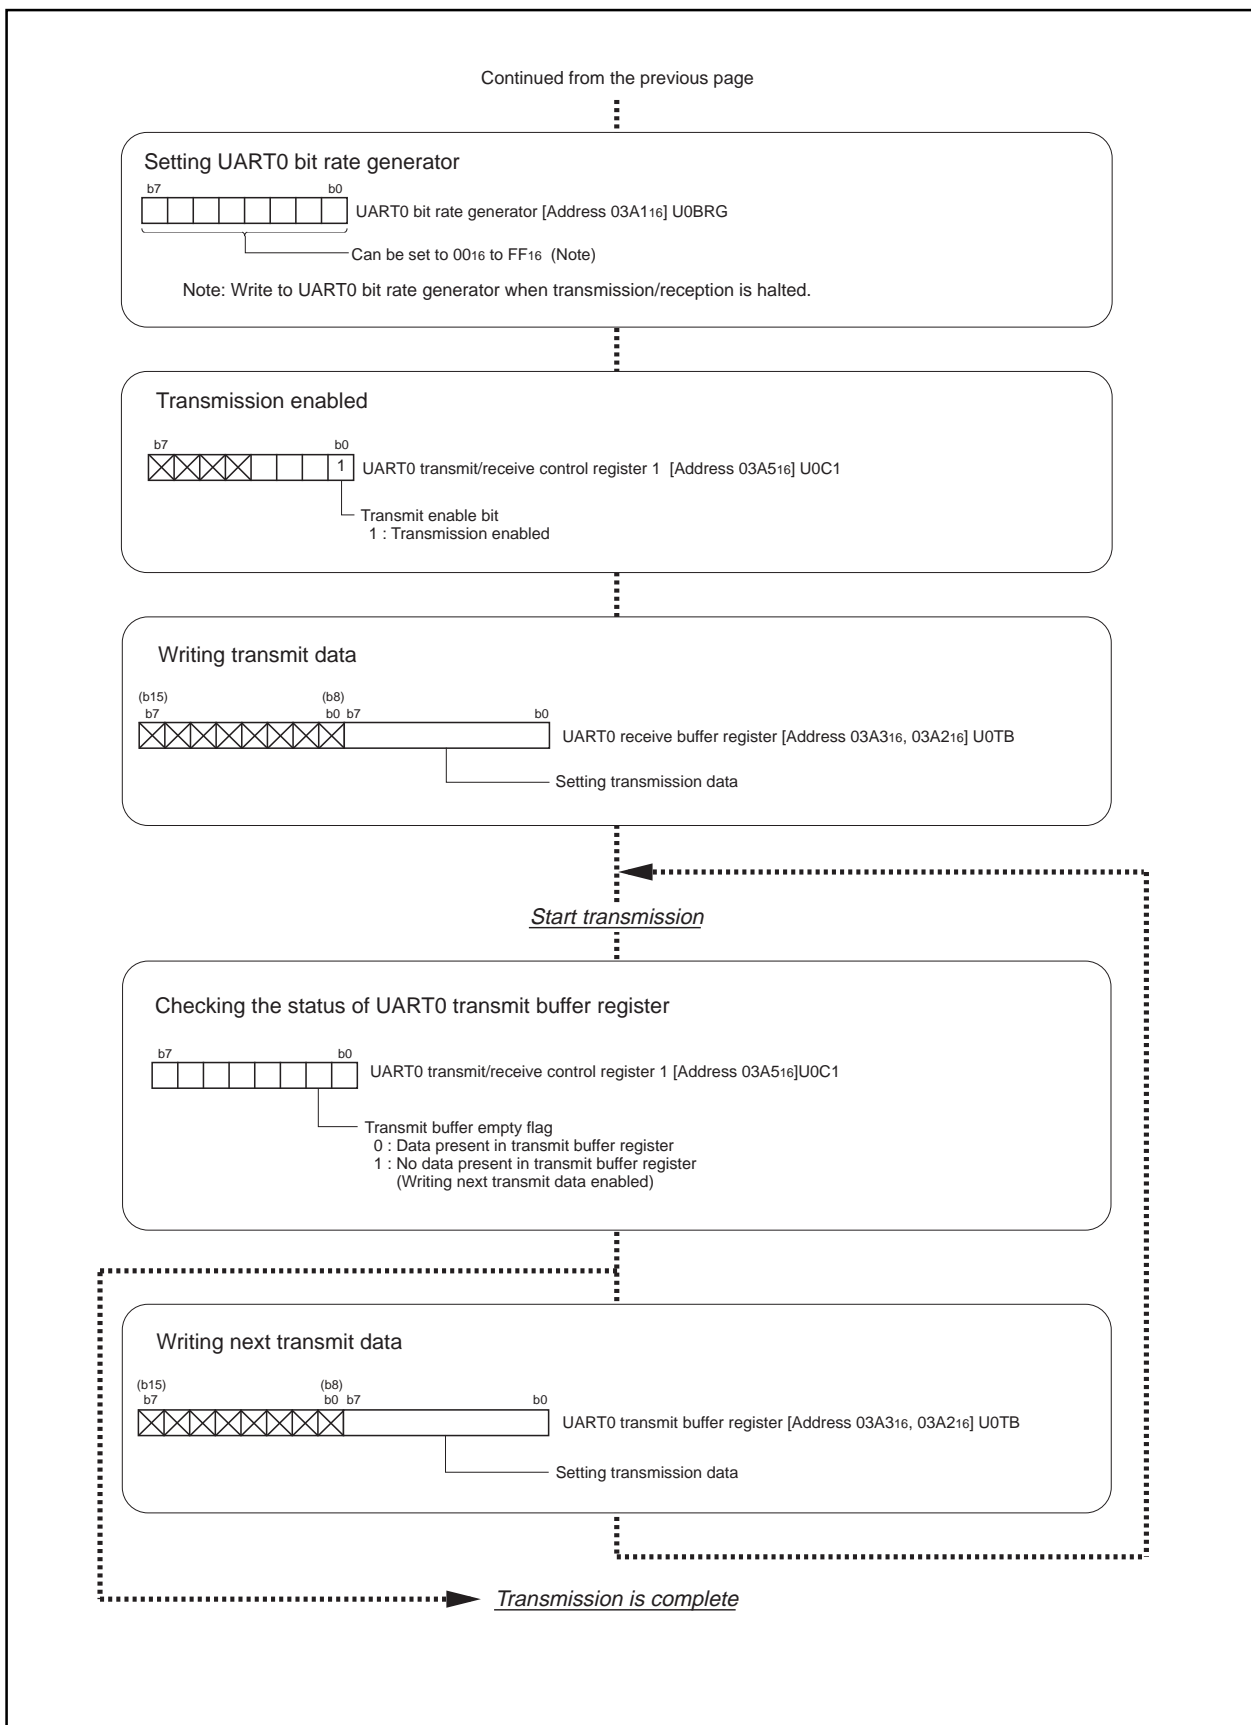 Continued from the previous page
Setting UART0 bit rate generator
b7 b0
UART0 bit rate generator [Address 03A116] U0BRG
Can be set to 0016 to FF16 (Note)
Note: Write to UART0 bit rate generator when transmission/reception is halted.
Transmission enabled
b7 b0
1 UART0 transmit/receive control register 1 [Address 03A516] U0C1
Transmit enable bit
1 : Transmission enabled
Writing transmit data
(b15) (b8)
b7 b0 b7 b0
UART0 receive buffer register [Address 03A316, 03A216] U0TB
Setting transmission data
Start transmission
Checking the status of UART0 transmit buffer register
b7 b0
UART0 transmit/receive control register 1 [Address 03A516]U0C1
Transmit buffer empty flag
0 : Data present in transmit buffer register
1 : No data present in transmit buffer register
(Writing next transmit data enabled)
Writing next transmit data
(b15) (b8)
b7 b0 b7 b0
UART0 transmit buffer register [Address 03A316, 03A216] U0TB
Setting transmission data
Transmission is complete